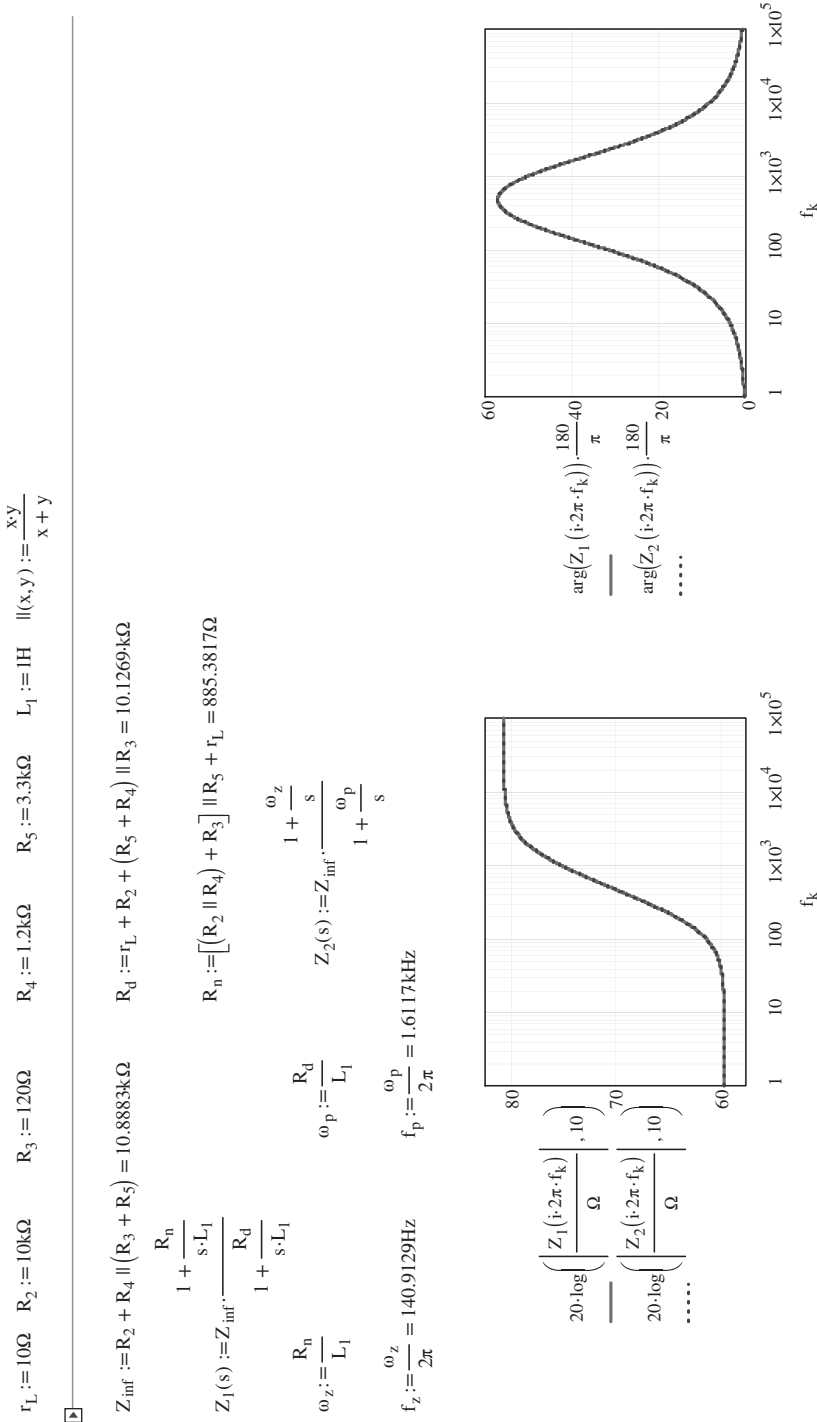 r_L := 10Ω R_2 := 10kΩ R_3 := 120Ω R_4 := 1.2kΩ R_5 := 3.3kΩ L_1 := 1H ||(x,y) := x·y / x + y
Z_inf := R_2 + R_4 || (R_3 + R_5) = 10.8883·kΩ R_d := r_L + R_2 + (R_5 + R_4) || R_3 = 10.1269·kΩ
Z_1(s) := Z_inf · (1 + R_n / s·L_1) / (1 + R_d / s·L_1) R_n := [(R_2 || R_4) + R_3] || R_5 + r_L = 885.3817Ω
ω_z := R_n / L_1 ω_p := R_d / L_1 Z_2(s) := Z_inf · (1 + ω_z / s) / (1 + ω_p / s)
f_z := ω_z / 2π = 140.9129Hz f_p := ω_p / 2π = 1.6117kHz
20·log(|Z_1(i·2π·f_k) / Ω|, 10)
20·log(|Z_2(i·2π·f_k) / Ω|, 10)
80
70
60
1 10 100 1×10^3 1×10^4 1×10^5
f_k
arg(Z_1(i·2π·f_k))·180 / π
arg(Z_2(i·2π·f_k))·180 / π
60
40
20
0
1 10 100 1×10^3 1×10^4 1×10^5
f_k